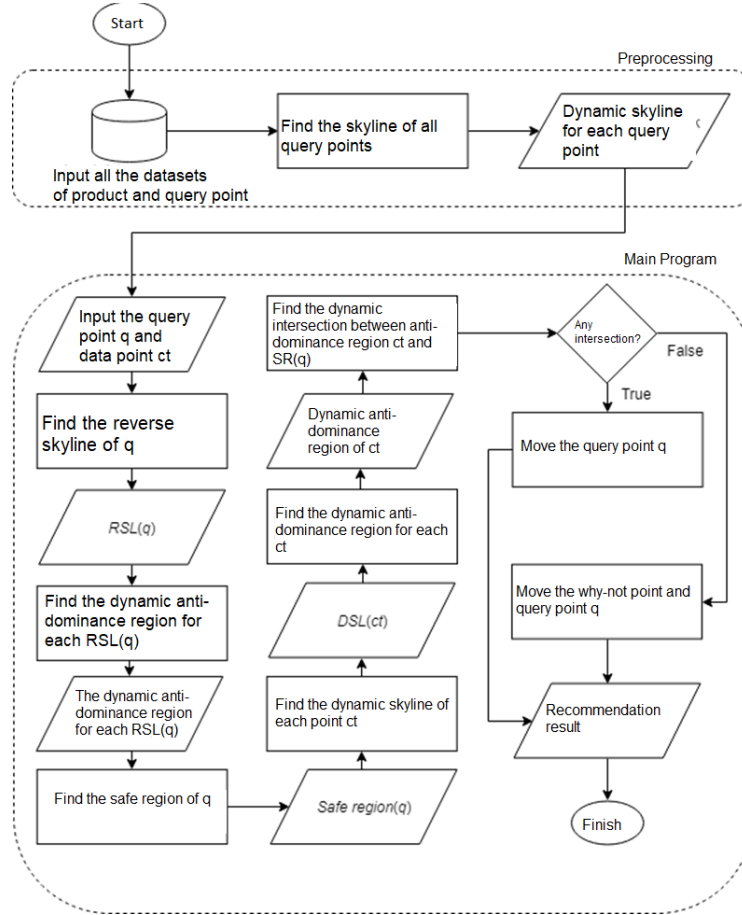 Start
Preprocessing
Input all the datasets
of product and query point
Find the skyline of all
query points
Dynamic skyline
for each query
point
Main Program
Input the query
point q and
data point ct
Find the reverse
skyline of q
RSL(q)
Find the dynamic anti-
dominance region for
each RSL(q)
The dynamic anti-
dominance region
for each RSL(q)
Find the safe region of q
Safe region(q)
Find the dynamic skyline of
each point ct
DSL(ct)
Find the dynamic anti-
dominance region for each
ct
Dynamic anti-
dominance
region of ct
Find the dynamic
intersection between anti-
dominance region ct and
SR(q)
Any
intersection?
False
True
Move the query point q
Move the why-not point and
query point q
Recommendation
result
Finish